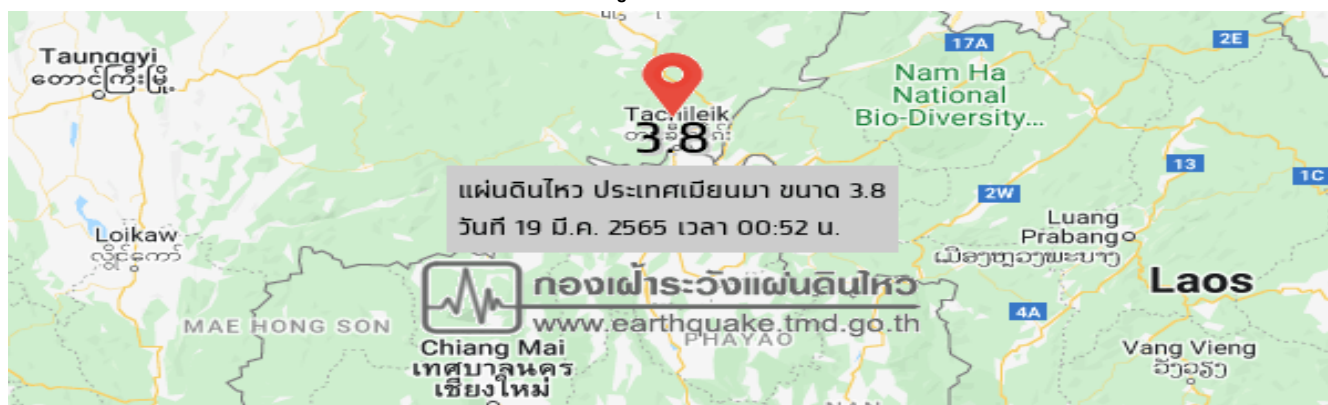 17A
2E
Taunggyi
တောင်ကြီးမြို့
Nam Ha
National
Bio-Diversity...
Tachileik
3.8
13
1C
แผ่นดินไหว ประเทศเมียนมา ขนาด 3.8
วันที่ 19 มี.ค. 2565 เวลา 00:52 น.
2W
Luang
Prabang
ເມືອງຫຼວງພະບາງ
Loikaw
လွိုင်ကော်
Laos
กองเฝ้าระวังแผ่นดินไหว
www.earthquake.tmd.go.th
4A
MAE HONG SON
PHAYAO
Chiang Mai
เทศบาลนคร
เชียงใหม่
Vang Vieng
ວັງວຽງ
NAN